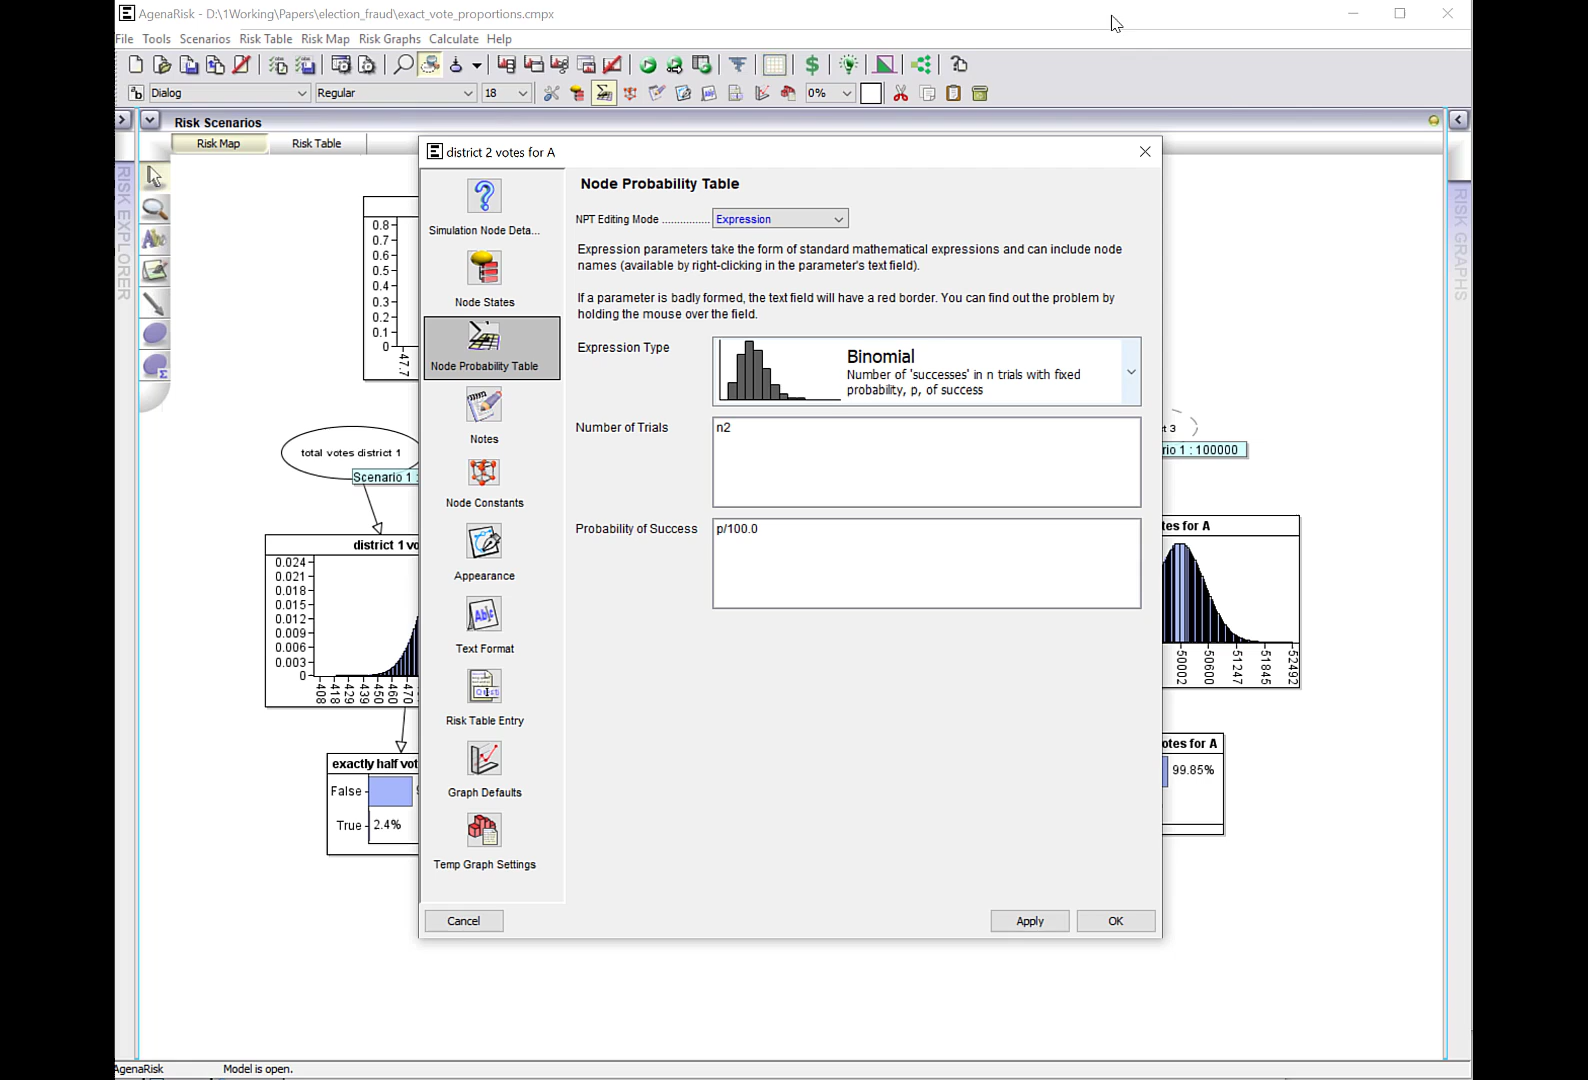 AgenaRisk - D:\1Working\Papers\election_fraud\exact_vote_proportions.cmpx
File Tools Scenarios Risk Table Risk Map Risk Graphs Calculate Help
Dialog Regular 18 0%
Risk Scenarios
Risk Map Risk Table
RISK EXPLORER
RISK GRAPHS
0.8
0.7
0.6
0.5
0.4
0.3
0.2
0.1
0
-47.7
total votes district 1
Scenario 1 :
district 1 vo
0.024
0.021
0.018
0.015
0.012
0.009
0.006
0.003
0
408
418
429
439
450
460
470
exactly half vot
False
True 2.4%
district 2 votes for A
Simulation Node Deta...
Node States
Node Probability Table
Notes
Node Constants
Appearance
Text Format
Risk Table Entry
Graph Defaults
Temp Graph Settings
Node Probability Table
NPT Editing Mode ................ Expression
Expression parameters take the form of standard mathematical expressions and can include node
names (available by right-clicking in the parameter's text field).
If a parameter is badly formed, the text field will have a red border. You can find out the problem by
holding the mouse over the field.
Expression Type
Binomial
Number of 'successes' in n trials with fixed
probability, p, of success
Number of Trials n2
Probability of Success p/100.0
Cancel Apply OK
t 3
rio 1 : 100000
tes for A
50002
50600
51247
51845
52492
otes for A
99.85%
AgenaRisk Model is open.